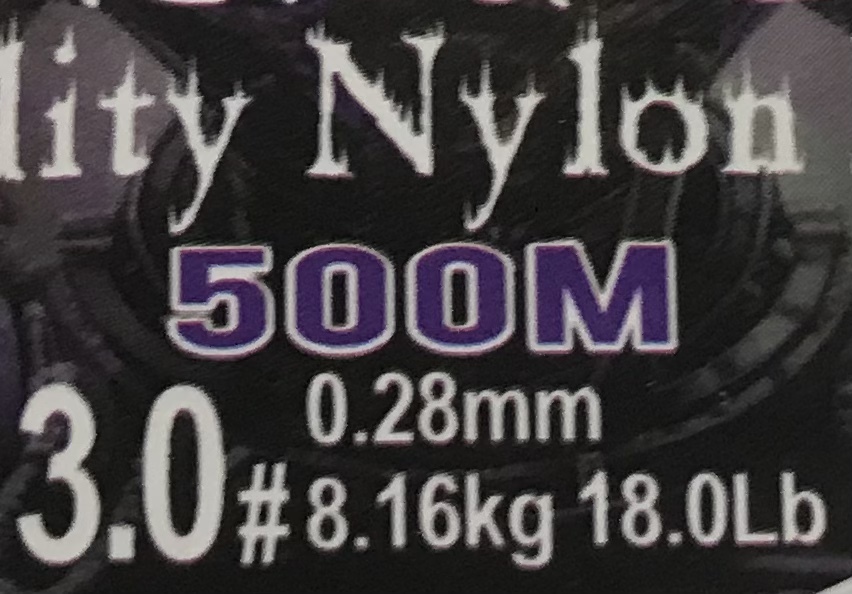 lity Nylon
500M
0.28mm
3.0# 8.16kg 18.0Lb